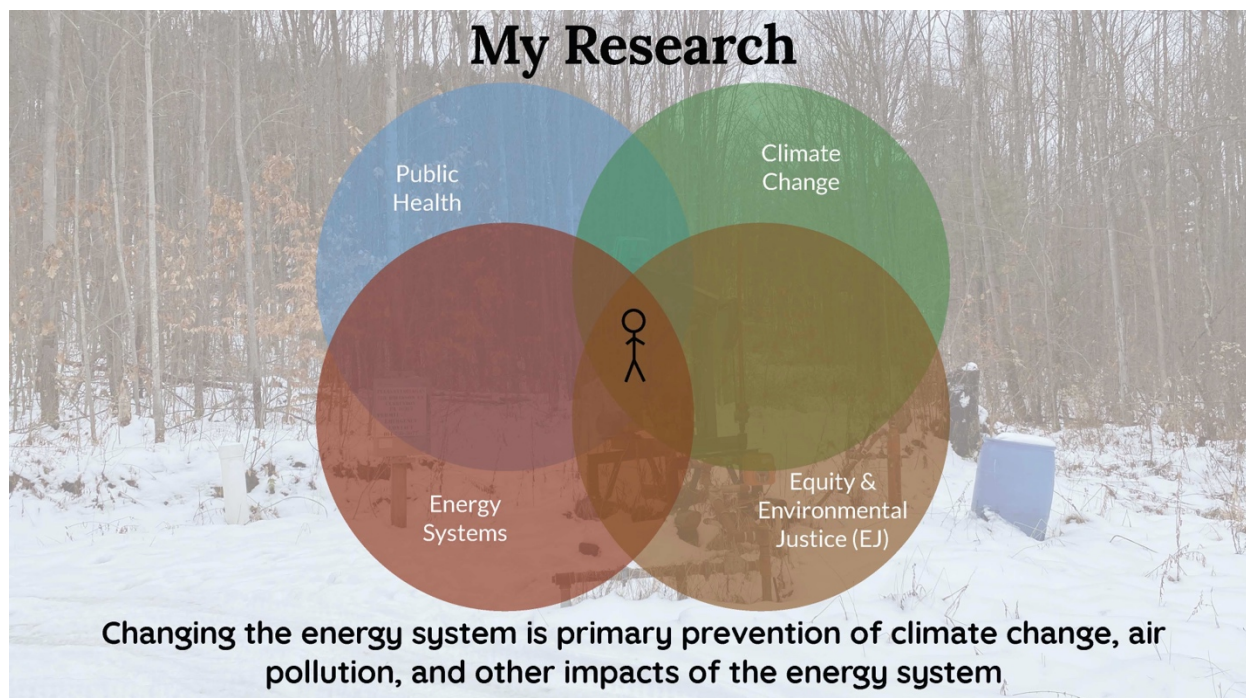 My Research
Public
Health
Climate
Change
Energy
Systems
Equity &
Environmental
Justice (EJ)
Changing the energy system is primary prevention of climate change, air
pollution, and other impacts of the energy system